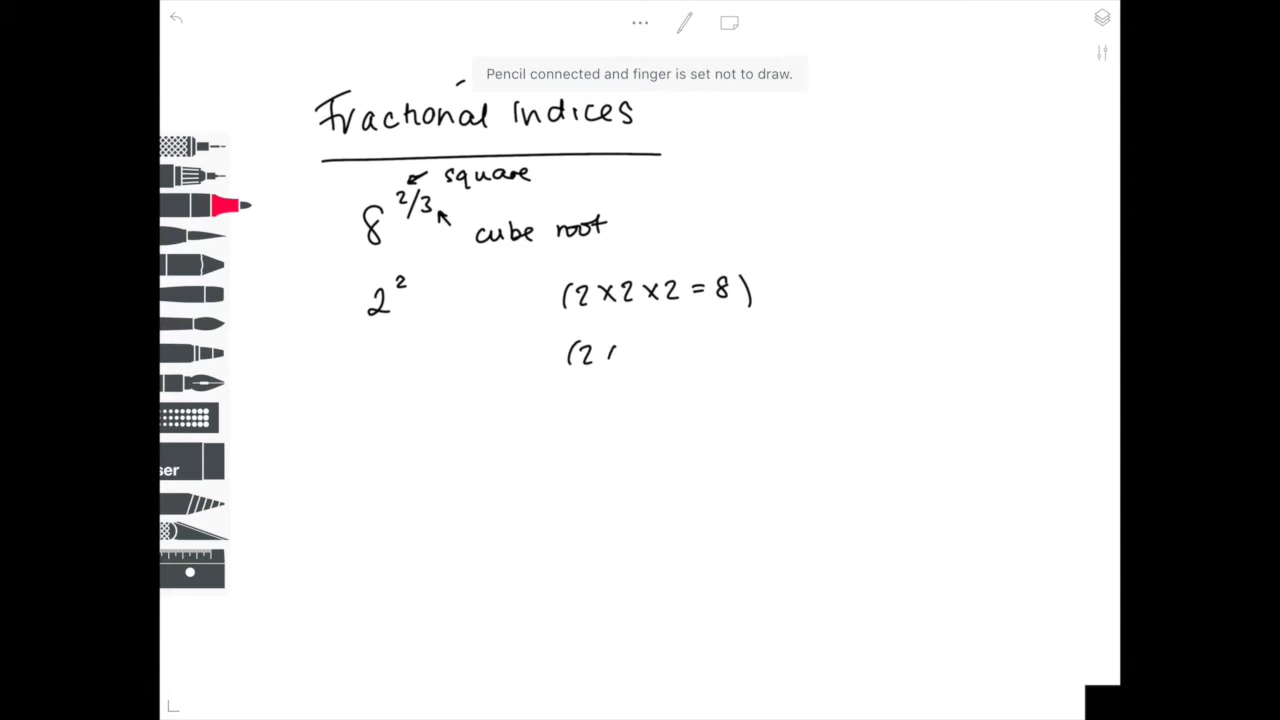 Pencil connected and finger is set not to draw.
Fractional Indices
square
8^2/3
cube root
2^2 (2 × 2 × 2 = 8)
(2
ser